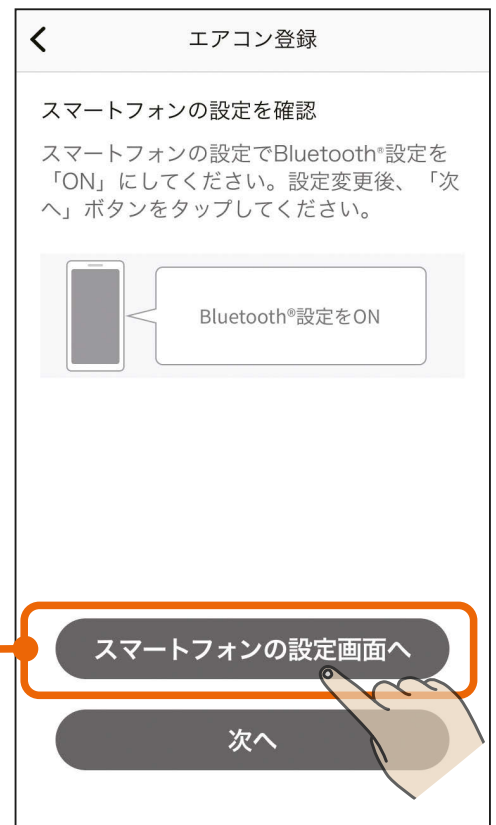 エアコン登録
スマートフォンの設定を確認
スマートフォンの設定でBluetooth®設定を
「ON」にしてください。設定変更後、「次
へ」ボタンをタップしてください。
Bluetooth®設定をON
スマートフォンの設定画面へ
次へ